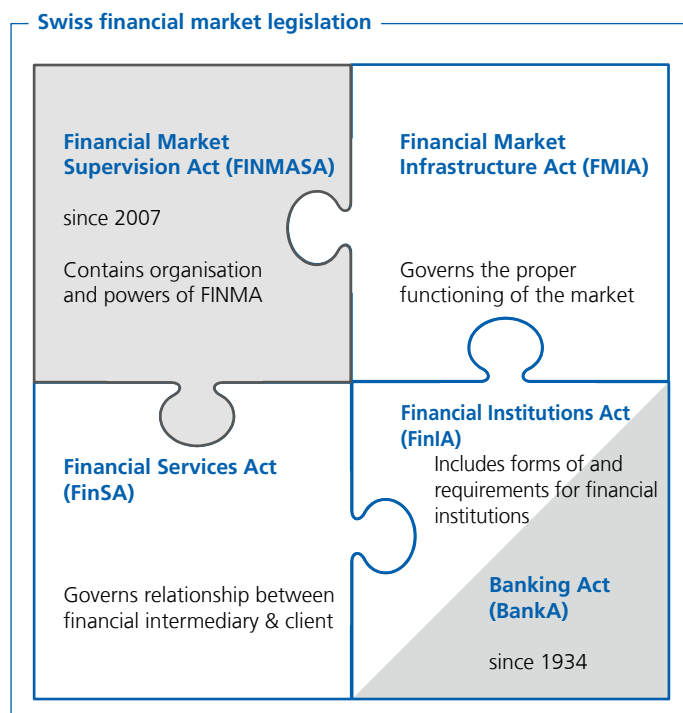 Swiss financial market legislation
Financial Market
Supervision Act (FINMASA)
since 2007
Contains organisation
and powers of FINMA
Financial Market
Infrastructure Act (FMIA)
Governs the proper
functioning of the market
Financial Services Act
(FinSA)
Governs relationship between
financial intermediary & client
Financial Institutions Act
(FinIA)
Includes forms of and
requirements for financial
institutions
Banking Act
(BankA)
since 1934